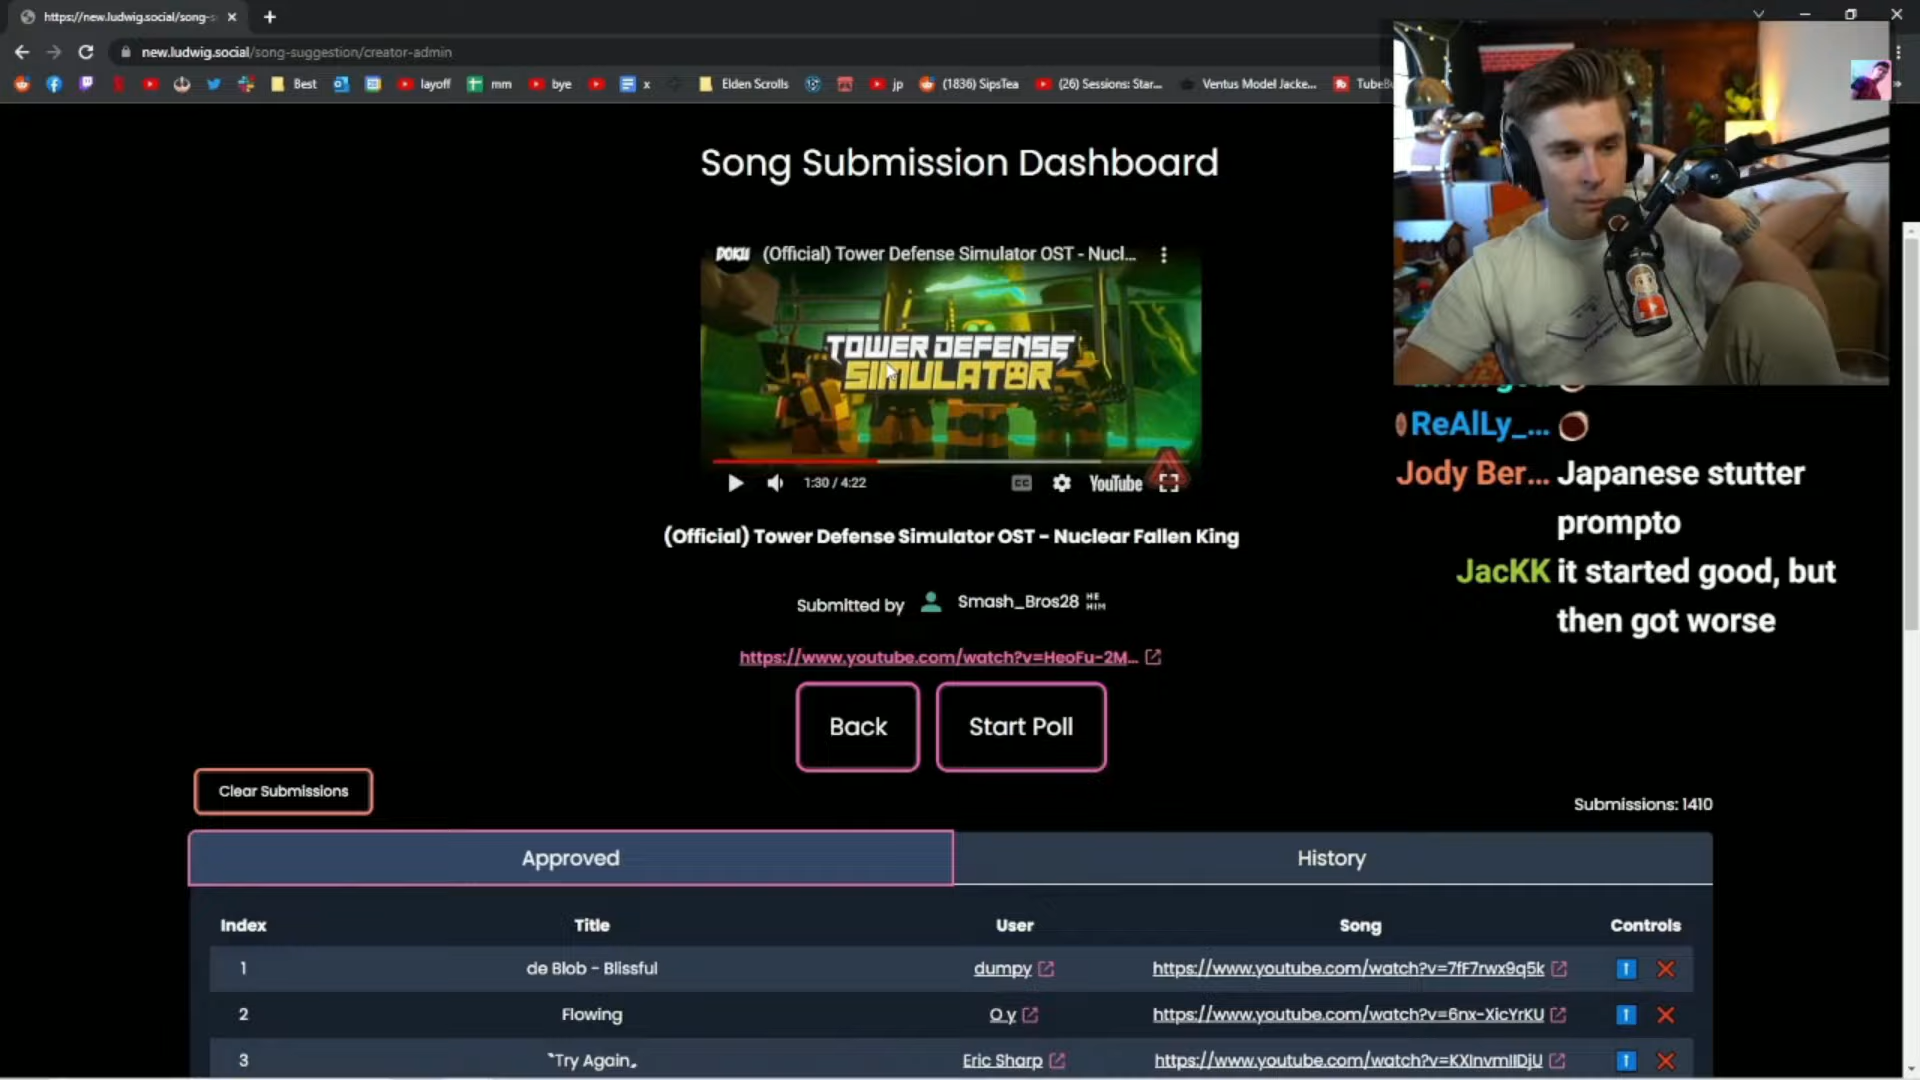 https://new.ludwig.social/song-s
new.ludwig.social/song-suggestion/creator-admin
Best layoff mm bye x Elden Scrolls jp (1836) SipsTea (26) Sessions: Star... Ventus Model Jacke... TubeB
Song Submission Dashboard
DOKU (Official) Tower Defense Simulator OST - Nucl...
TOWER DEFENSE
SIMULATOR
1:30 / 4:22 CC YouTube
(Official) Tower Defense Simulator OST - Nuclear Fallen King
Submitted by Smash_Bros28 HE HIM
https://www.youtube.com/watch?v=HeoFu-2M...
Back Start Poll
Clear Submissions
Submissions: 1410
Approved History
Index Title User Song Controls
1 de Blob - Blissful dumpy https://www.youtube.com/watch?v=7fF7rwx9q5k
2 Flowing O y https://www.youtube.com/watch?v=6nx-XicYrKU
3 Try Again Eric Sharp https://www.youtube.com/watch?v=KXInvmIIDjU
ReAlLy_...
Jody Ber... Japanese stutter
prompto
JacKK it started good, but
then got worse